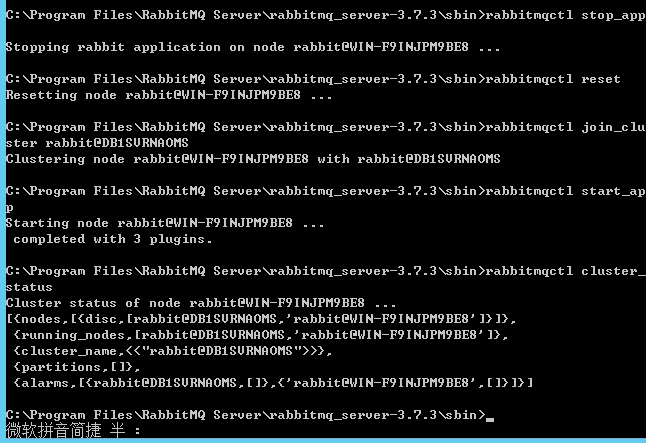 C:\Program Files\RabbitMQ Server\rabbitmq_server-3.7.3\sbin>rabbitmqctl stop_app
Stopping rabbit application on node rabbit@WIN-F9INJPM9BE8 ...
C:\Program Files\RabbitMQ Server\rabbitmq_server-3.7.3\sbin>rabbitmqctl reset
Resetting node rabbit@WIN-F9INJPM9BE8 ...
C:\Program Files\RabbitMQ Server\rabbitmq_server-3.7.3\sbin>rabbitmqctl join_clu
ster rabbit@DB1SVRNAOMS
Clustering node rabbit@WIN-F9INJPM9BE8 with rabbit@DB1SVRNAOMS
C:\Program Files\RabbitMQ Server\rabbitmq_server-3.7.3\sbin>rabbitmqctl start_ap
p
Starting node rabbit@WIN-F9INJPM9BE8 ...
 completed with 3 plugins.
C:\Program Files\RabbitMQ Server\rabbitmq_server-3.7.3\sbin>rabbitmqctl cluster_
status
Cluster status of node rabbit@WIN-F9INJPM9BE8 ...
[{nodes,[{disc,[rabbit@DB1SVRNAOMS,'rabbit@WIN-F9INJPM9BE8']}]},
 {running_nodes,[rabbit@DB1SVRNAOMS,'rabbit@WIN-F9INJPM9BE8']},
 {cluster_name,<<"rabbit@DB1SVRNAOMS">>},
 {partitions,[]},
 {alarms,[{rabbit@DB1SVRNAOMS,[]},{'rabbit@WIN-F9INJPM9BE8',[]}]}]
C:\Program Files\RabbitMQ Server\rabbitmq_server-3.7.3\sbin>_
微软拼音简捷 半 :